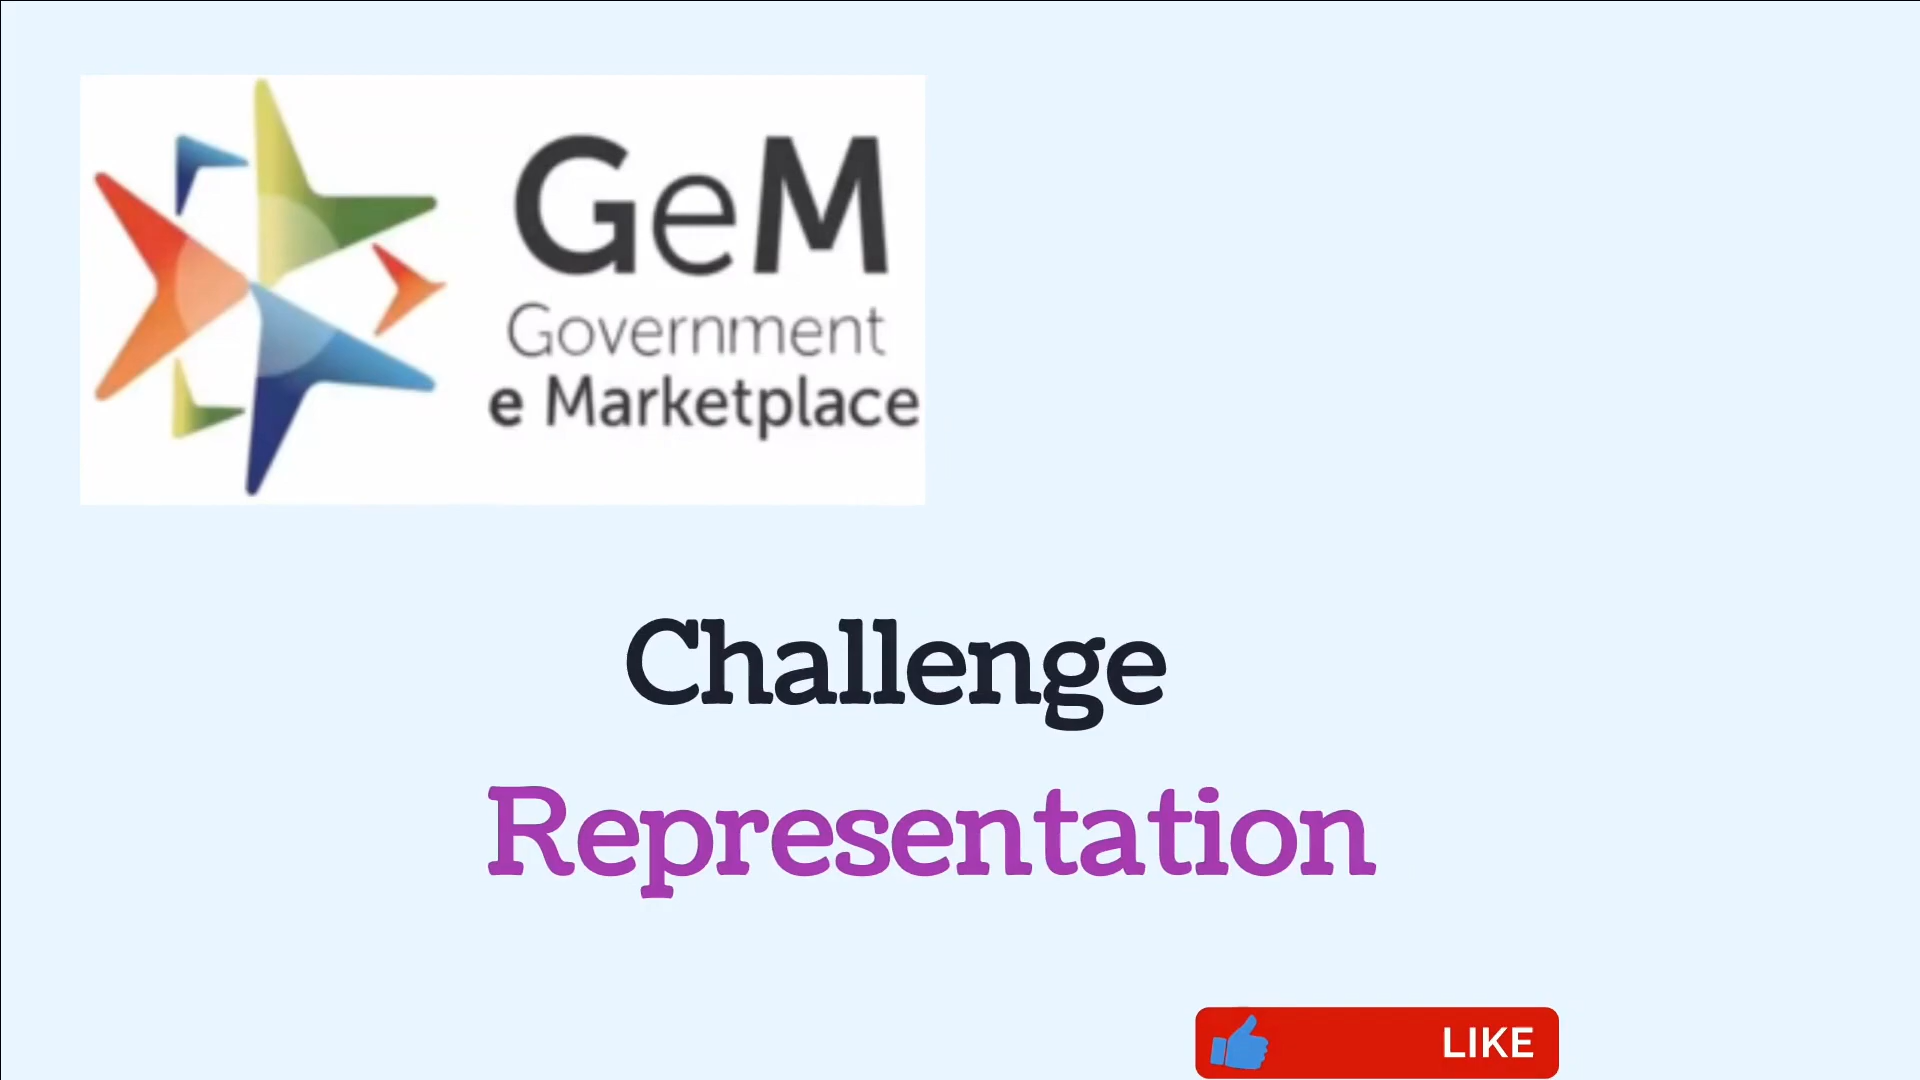 GeM
Government
e Marketplace
Challenge
Representation
LIKE